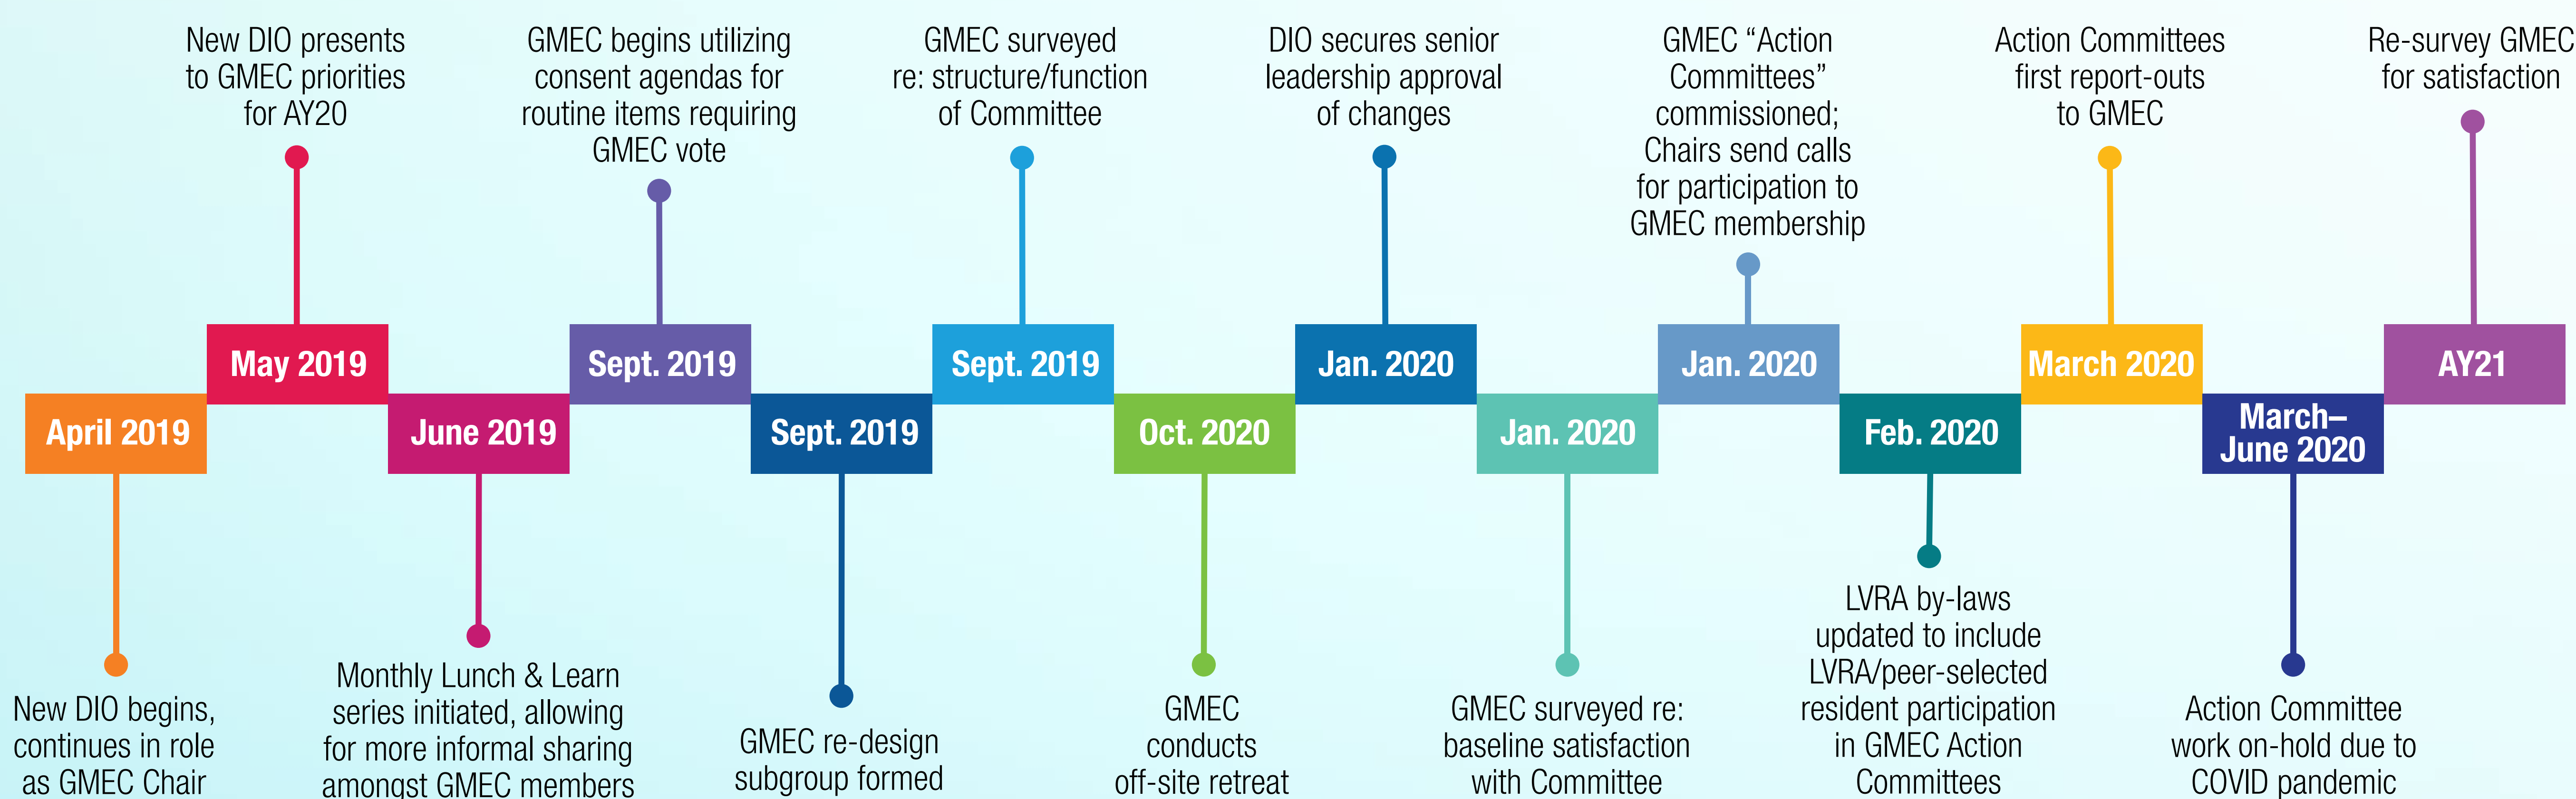 New DIO presents
to GMEC priorities
for AY20
GMEC begins utilizing
consent agendas for
routine items requiring
GMEC vote
GMEC surveyed
re: structure/function
of Committee
DIO secures senior
leadership approval
of changes
GMEC “Action
Committees”
commissioned;
Chairs send calls
for participation to
GMEC membership
Action Committees
first report-outs
to GMEC
Re-survey GMEC
for satisfaction
April 2019
May 2019
June 2019
Sept. 2019
Sept. 2019
Sept. 2019
Oct. 2020
Jan. 2020
Jan. 2020
Jan. 2020
Feb. 2020
March 2020
March–
June 2020
AY21
New DIO begins,
continues in role
as GMEC Chair
Monthly Lunch & Learn
series initiated, allowing
for more informal sharing
amongst GMEC members
GMEC re-design
subgroup formed
GMEC
conducts
off-site retreat
GMEC surveyed re:
baseline satisfaction
with Committee
LVRA by-laws
updated to include
LVRA/peer-selected
resident participation
in GMEC Action
Committees
Action Committee
work on-hold due to
COVID pandemic